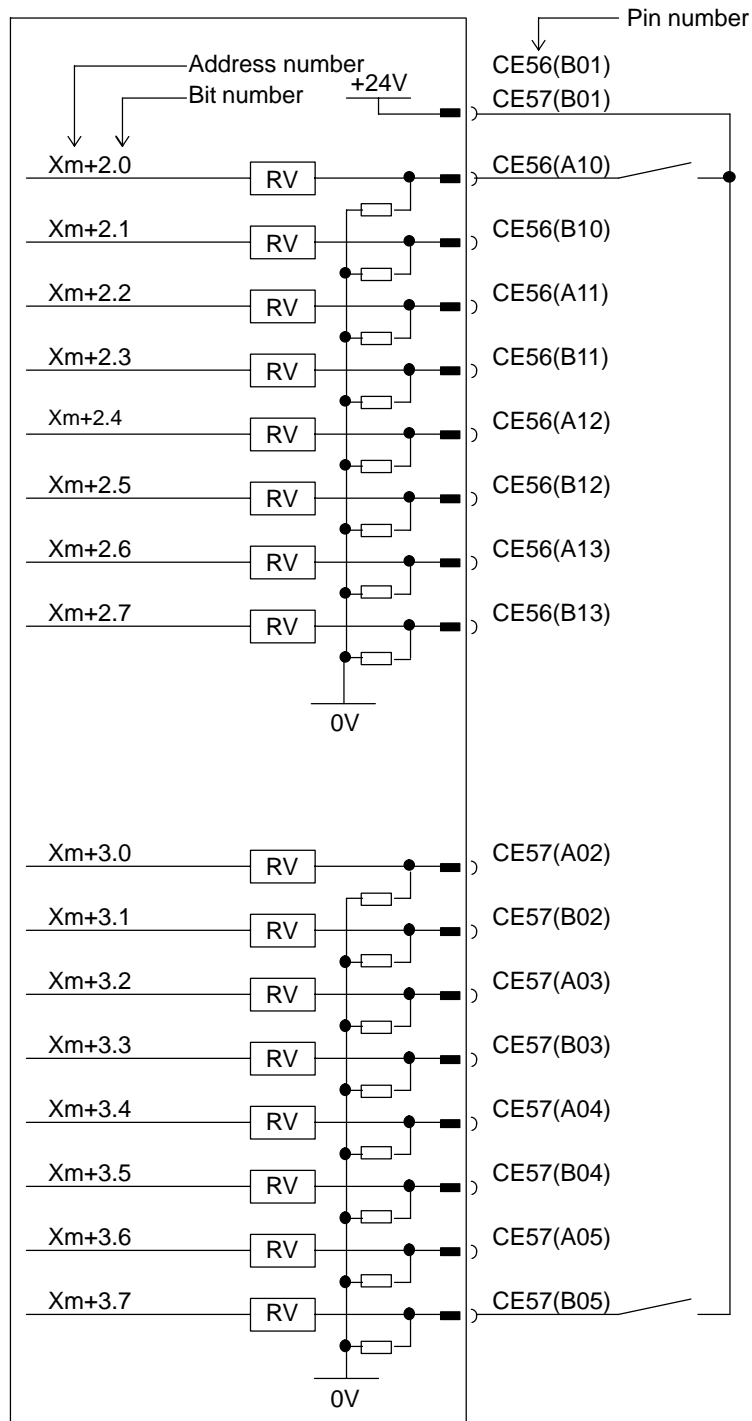 Pin number
Address number
CE56(B01)
+24V
Bit number
CE57(B01)
Xm+2.0
RV
CE56(A10)
Xm+2.1
RV
CE56(B10)
Xm+2.2
RV
CE56(A11)
Xm+2.3
RV
CE56(B11)
Xm+2.4
RV
CE56(A12)
Xm+2.5
RV
CE56(B12)
Xm+2.6
RV
CE56(A13)
Xm+2.7
RV
CE56(B13)
0V
Xm+3.0
RV
CE57(A02)
Xm+3.1
RV
CE57(B02)
Xm+3.2
RV
CE57(A03)
Xm+3.3
RV
CE57(B03)
Xm+3.4
RV
CE57(A04)
Xm+3.5
RV
CE57(B04)
Xm+3.6
RV
CE57(A05)
Xm+3.7
RV
CE57(B05)
0V